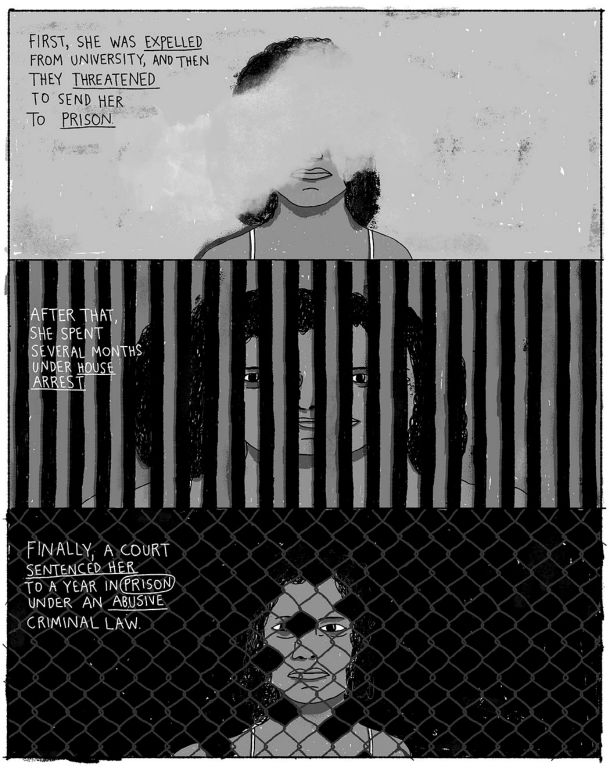 FIRST, SHE WAS EXPELLED
FROM UNIVERSITY, AND THEN
THEY THREATENED
TO SEND HER
TO PRISON
AFTER THAT,
SHE SPENT
SEVERAL MONTHS
UNDER HOUSE
ARREST
FINALLY, A COURT
SENTENCED HER
TO A YEAR IN PRISON
UNDER AN ABUSIVE
CRIMINAL LAW.